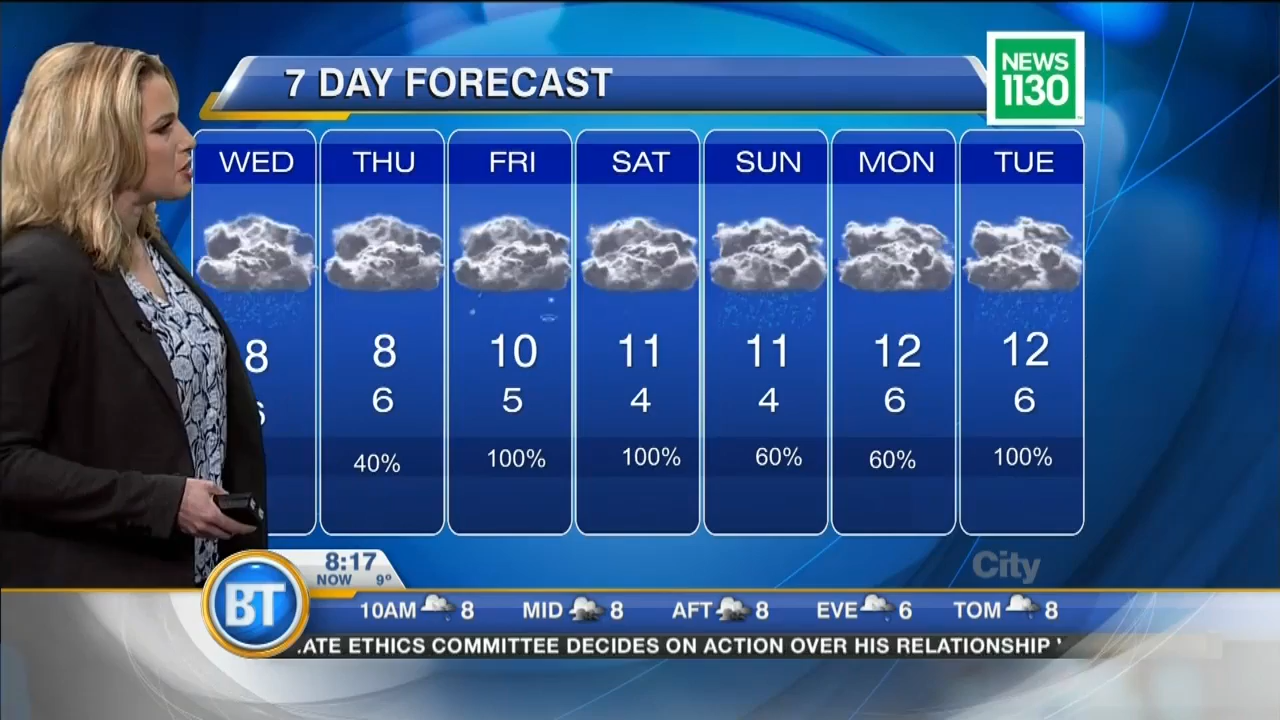 7 DAY FORECAST
NEWS
1130
WED THU FRI SAT SUN MON TUE
8 8 10 11 11 12 12
6 5 4 4 6 6
40% 100% 100% 60% 60% 100%
8:17
NOW 9°
City
BT
10AM 8 MID 8 AFT 8 EVE 6 TOM 8
ETHICS COMMITTEE DECIDES ON ACTION OVER HIS RELATIONSHIP